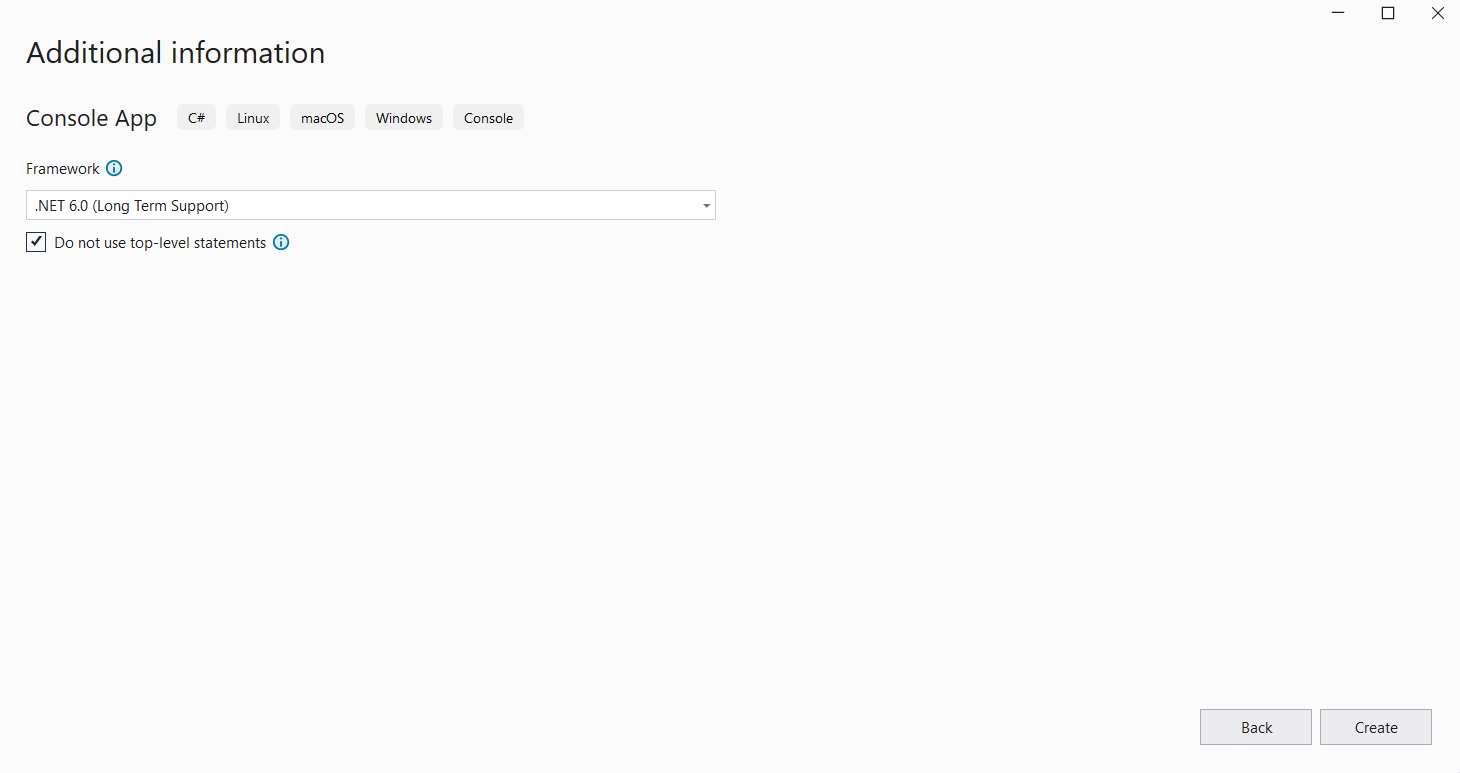 Additional information
Console App C# Linux macOS Windows Console
Framework
.NET 6.0 (Long Term Support)
Do not use top-level statements
Back Create